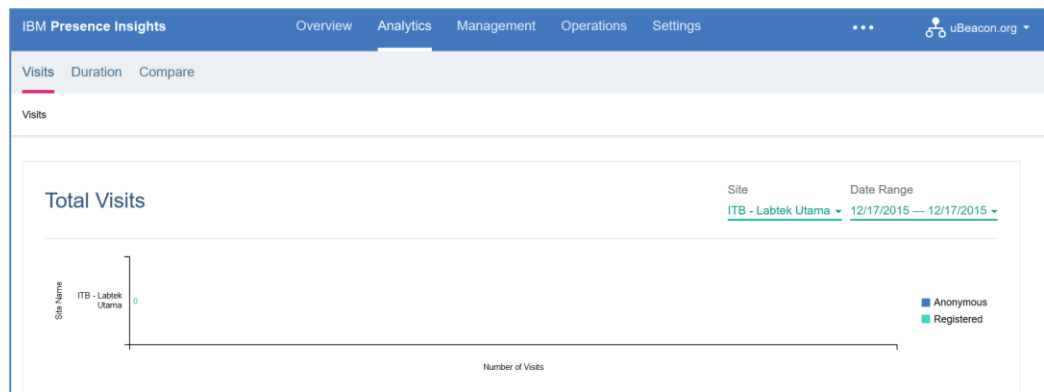 IBM Presence Insights
Overview Analytics Management Operations Settings
uBeacon.org
Visits Duration Compare
Visits
Total Visits
Site
ITB - Labtek Utama
Date Range
12/17/2015 — 12/17/2015
Site Name
ITB - Labtek
Utama
0
Anonymous
Registered
Number of Visits